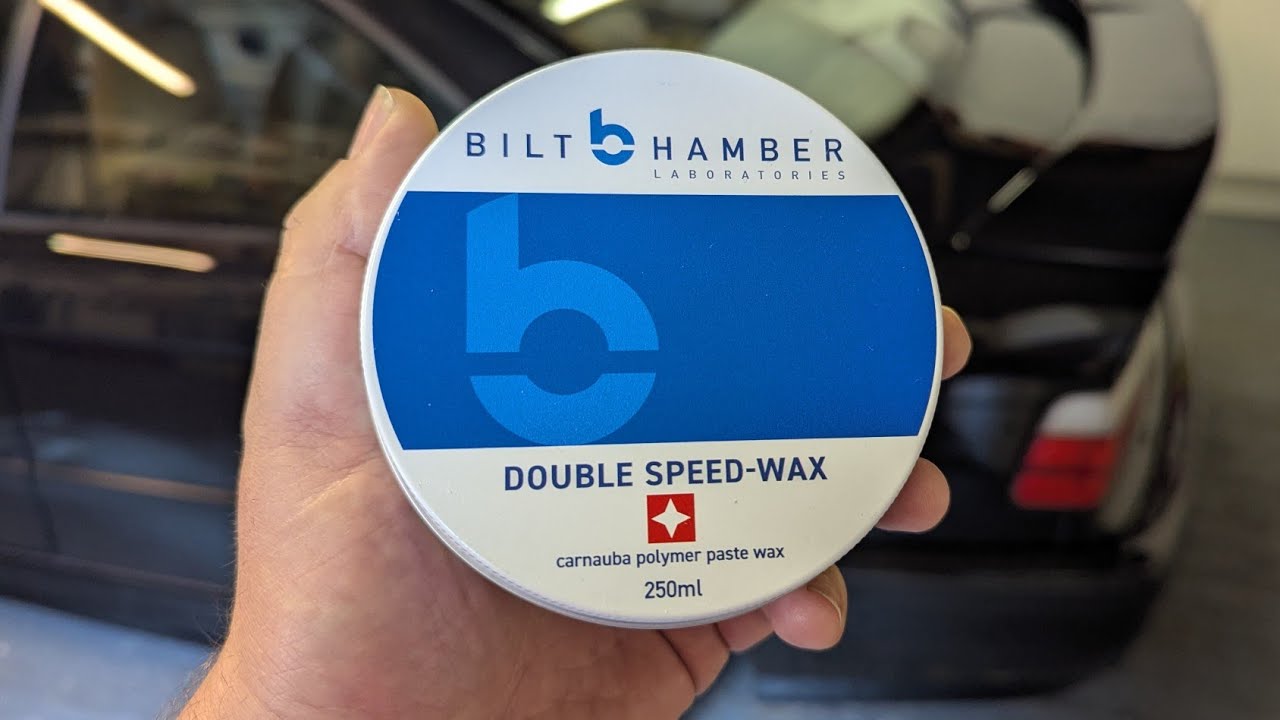 BILT HAMBER
LABORATORIES
DOUBLE SPEED-WAX
carnauba polymer paste wax
250ml